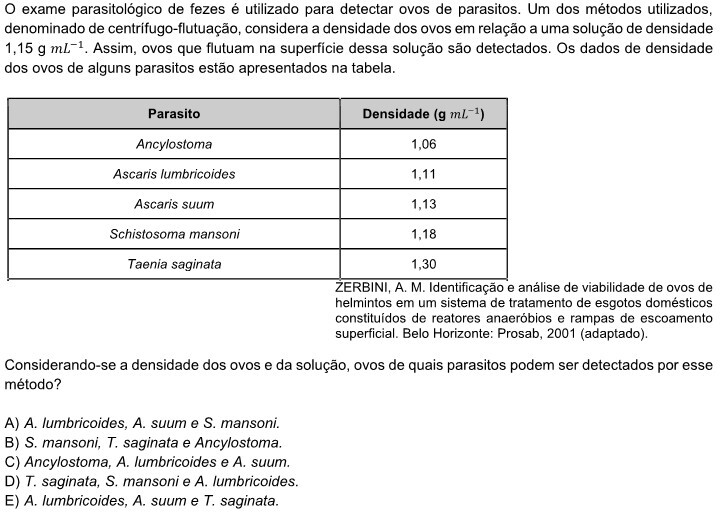 O exame parasitológico de fezes é utilizado para detectar ovos de parasitos. Um dos métodos utilizados,
denominado de centrífugo-flutuação, considera a densidade dos ovos em relação a uma solução de densidade
1,15 g mL⁻¹. Assim, ovos que flutuam na superfície dessa solução são detectados. Os dados de densidade
dos ovos de alguns parasitos estão apresentados na tabela.
Parasito Densidade (g mL⁻¹)
Ancylostoma 1,06
Ascaris lumbricoides 1,11
Ascaris suum 1,13
Schistosoma mansoni 1,18
Taenia saginata 1,30
ZERBINI, A. M. Identificação e análise de viabilidade de ovos de
helmintos em um sistema de tratamento de esgotos domésticos
constituídos de reatores anaeróbios e rampas de escoamento
superficial. Belo Horizonte: Prosab, 2001 (adaptado).
Considerando-se a densidade dos ovos e da solução, ovos de quais parasitos podem ser detectados por esse
método?
A) A. lumbricoides, A. suum e S. mansoni.
B) S. mansoni, T. saginata e Ancylostoma.
C) Ancylostoma, A. lumbricoides e A. suum.
D) T. saginata, S. mansoni e A. lumbricoides.
E) A. lumbricoides, A. suum e T. saginata.